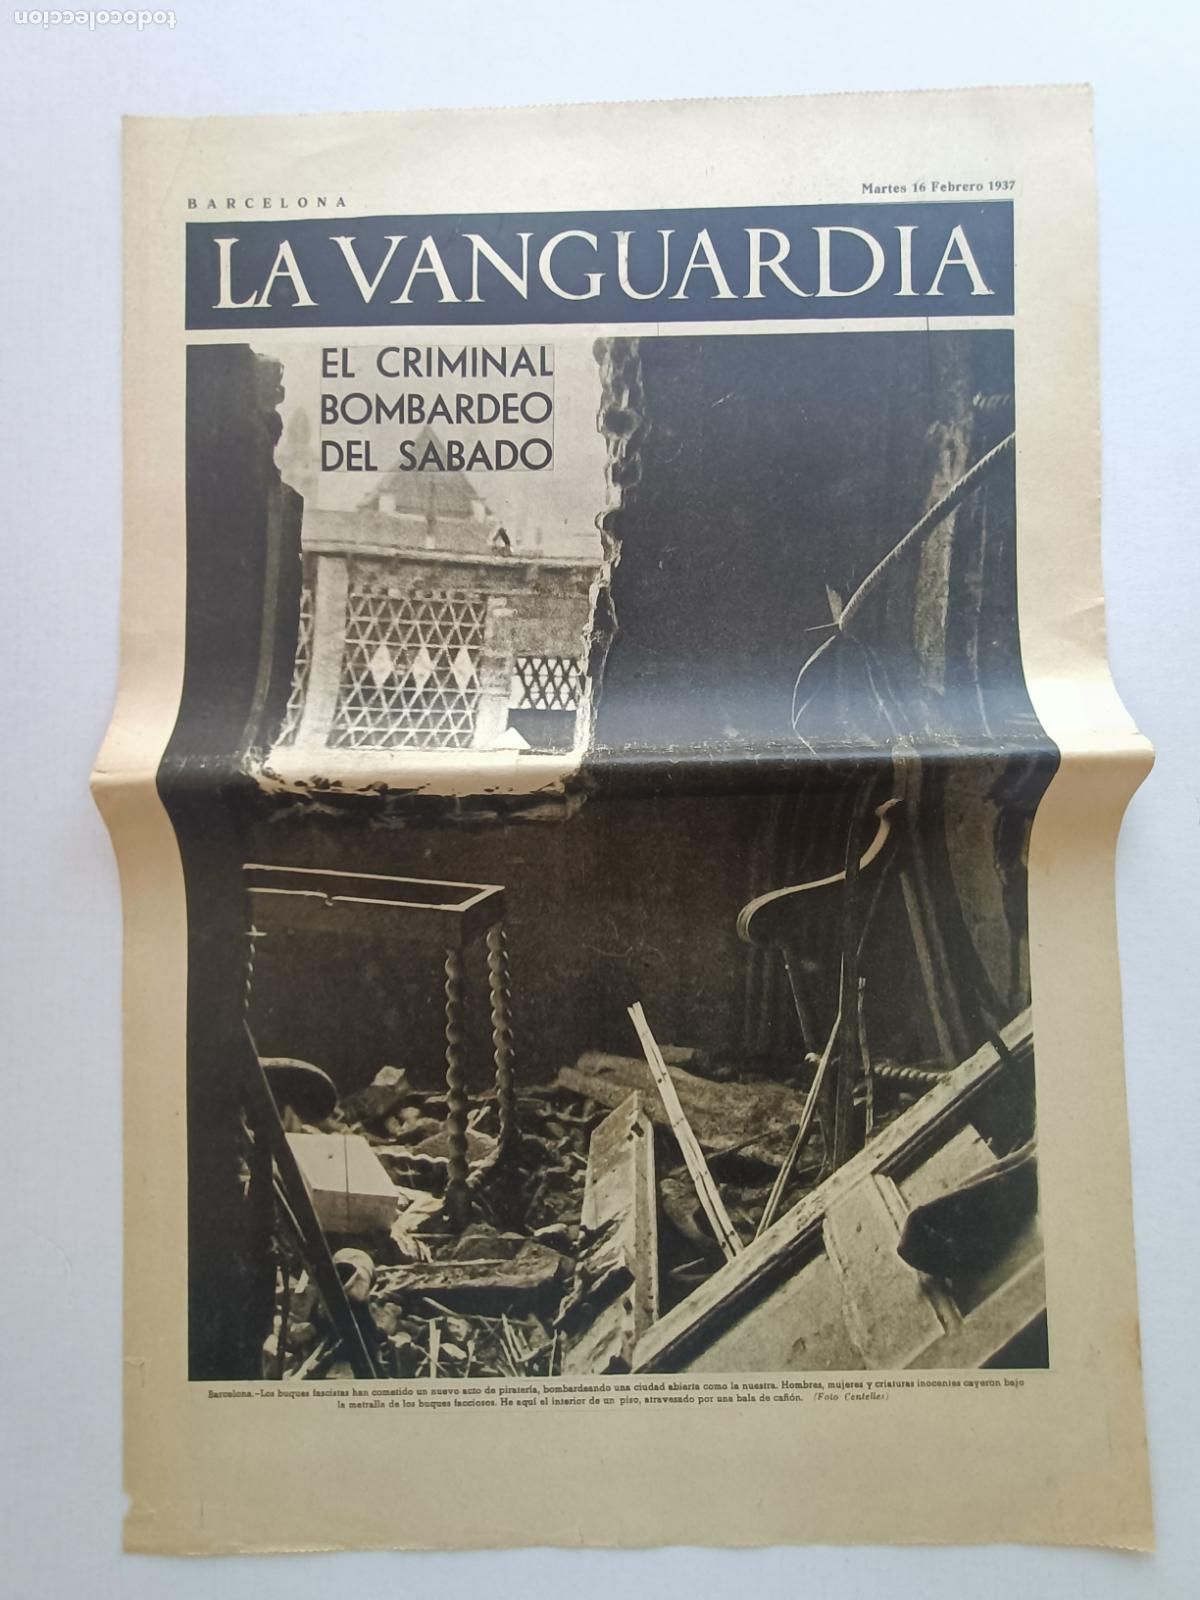 todocoleccion
BARCELONA
Martes 16 Febrero 1937
LA VANGUARDIA
EL CRIMINAL
BOMBARDEO
DEL SABADO
Barcelona.-Los buques fascistas han cometido un nuevo acto de piratería, bombardeando una ciudad abierta como la nuestra. Hombres, mujeres y criaturas inocentes cayeron bajo
la metralla de los buques facciosos. He aquí el interior de un piso, atravesado por una bala de cañón. (Foto Centelles)